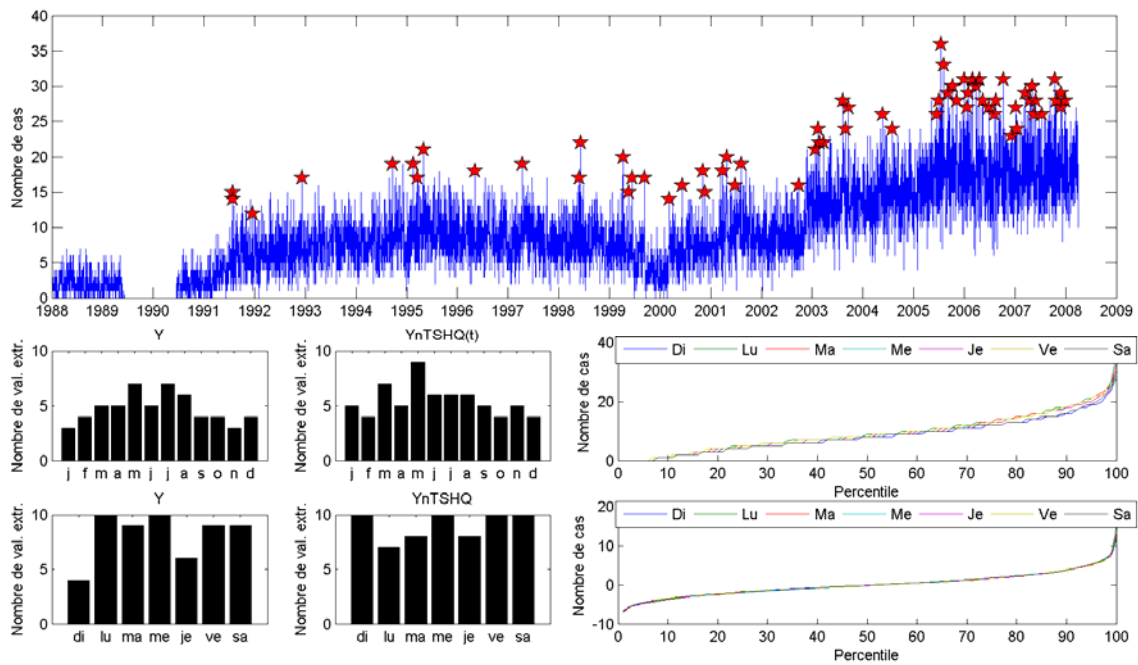 40
35
30
25
20
15
10
5
0
Nombre de cas
1988 1989 1990 1991 1992 1993 1994 1995 1996 1997 1998 1999 2000 2001 2002 2003 2004 2005 2006 2007 2008 2009
Y
Nombre de val. extr.
10
5
0
j f m a m j j a s o n d
YnTSHQ(t)
Nombre de val. extr.
10
5
0
j f m a m j j a s o n d
Nombre de cas
40
20
0
Di Lu Ma Me Je Ve Sa
0 10 20 30 40 50 60 70 80 90 100
Percentile
Y
Nombre de val. extr.
10
5
0
di lu ma me je ve sa
YnTSHQ
Nombre de val. extr.
10
5
0
di lu ma me je ve sa
Nombre de cas
20
10
0
-10
Di Lu Ma Me Je Ve Sa
0 10 20 30 40 50 60 70 80 90 100
Percentile